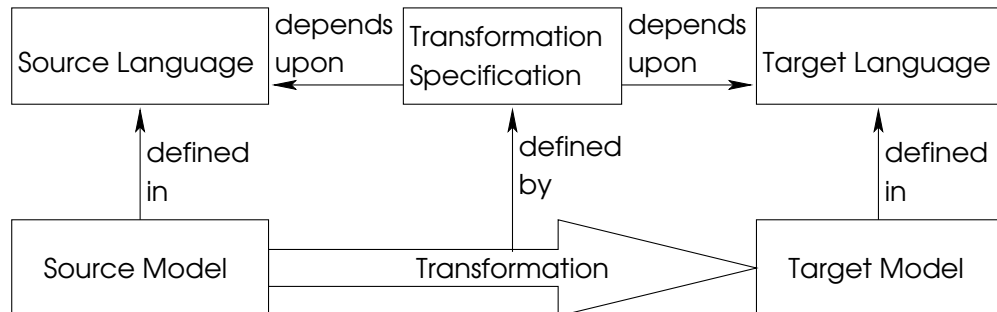 Source Language
depends
upon
Transformation
Specification
depends
upon
Target Language
defined
in
defined
by
defined
in
Source Model
Transformation
Target Model